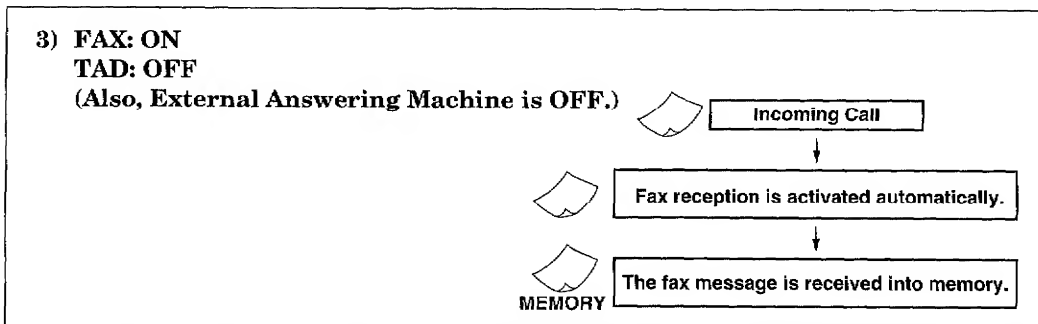 3) FAX: ON
TAD: OFF
(Also, External Answering Machine is OFF.)
Incoming Call
Fax reception is activated automatically.
The fax message is received into memory.
MEMORY